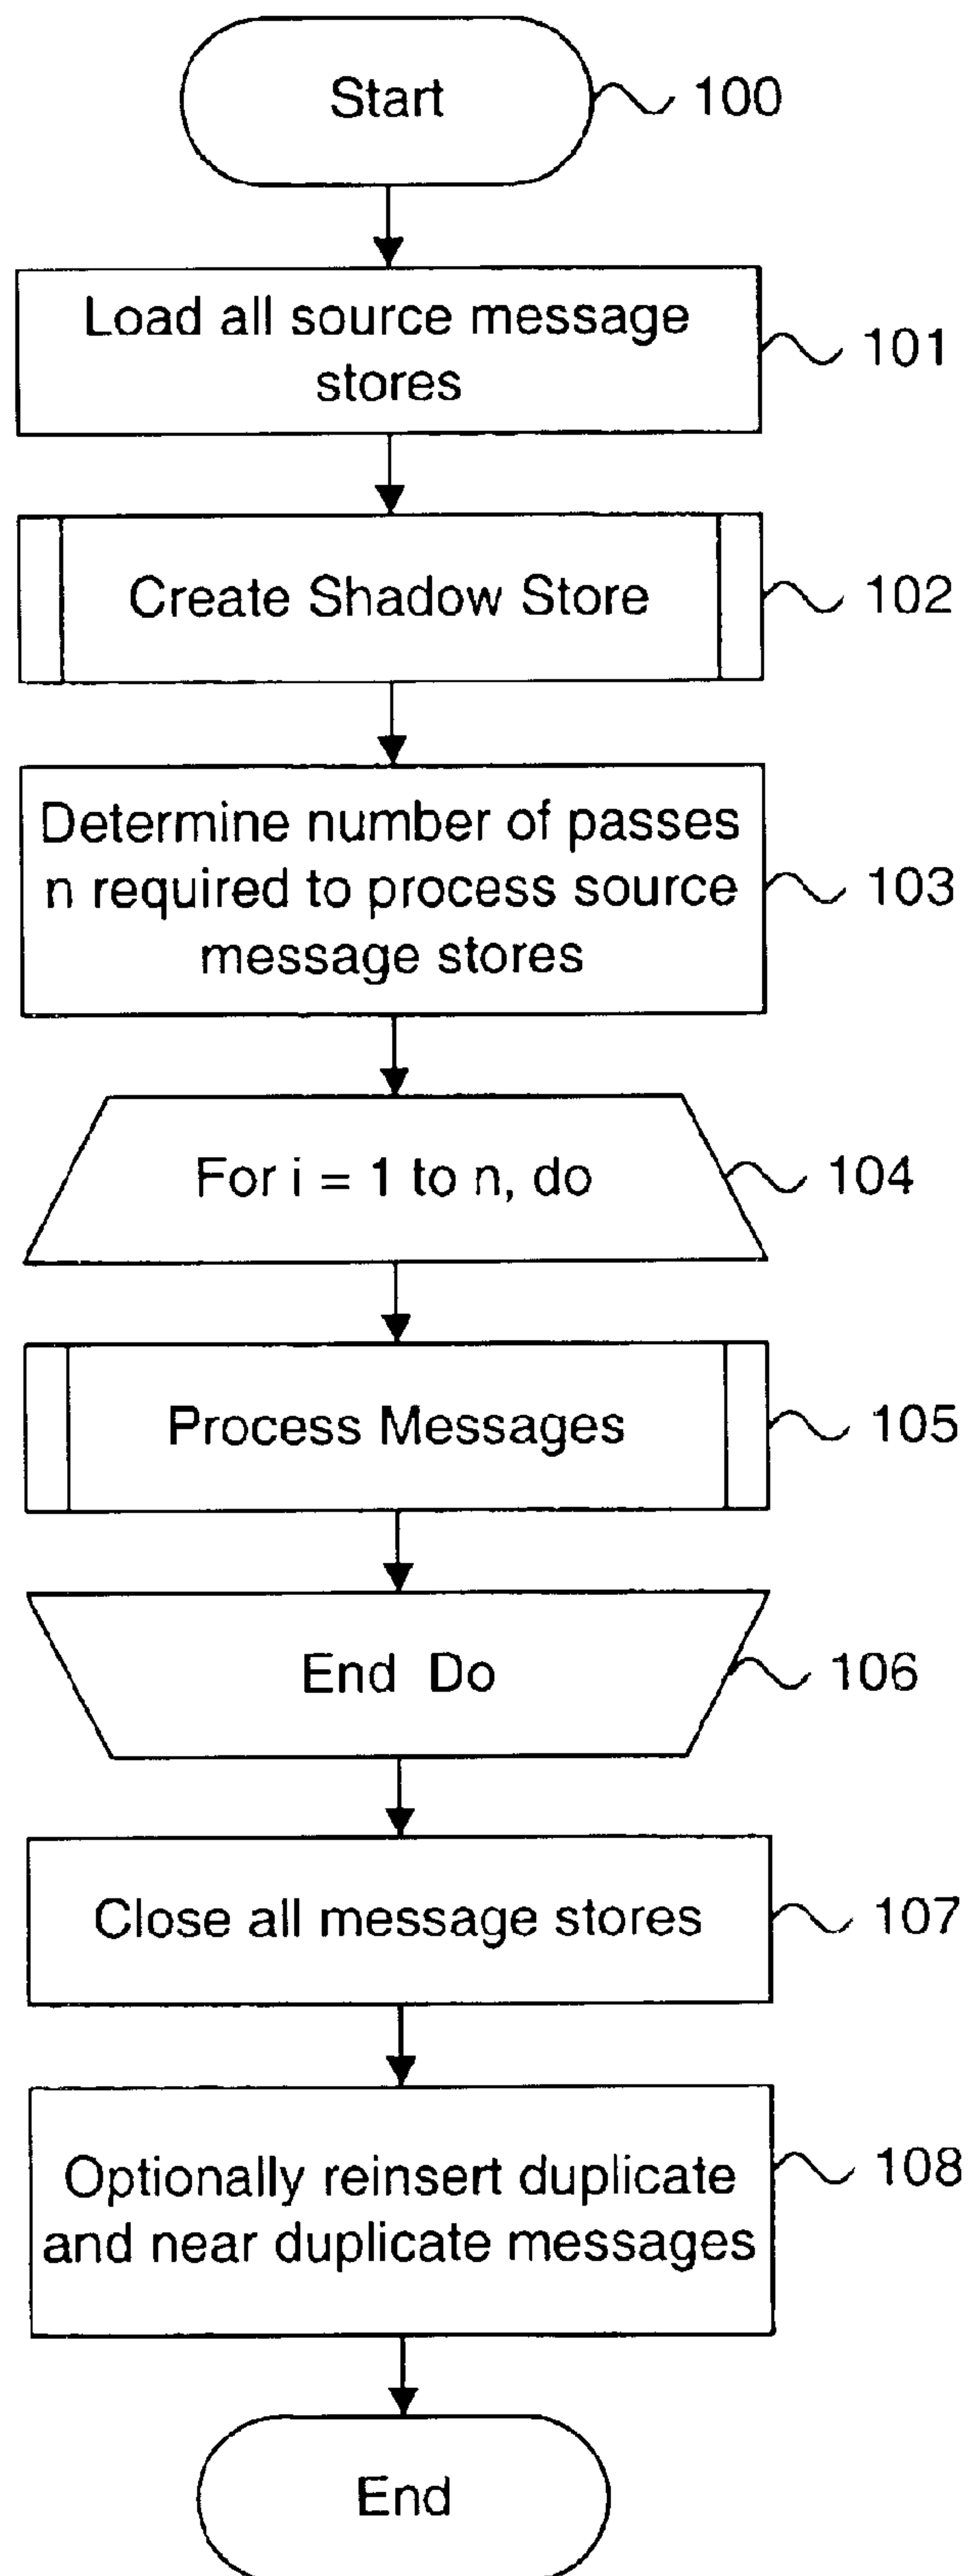 Start
100
Load all source message
stores
101
Create Shadow Store
102
Determine number of passes
n required to process source
message stores
103
For i = 1 to n, do
104
Process Messages
105
End Do
106
Close all message stores
107
Optionally reinsert duplicate
and near duplicate messages
108
End